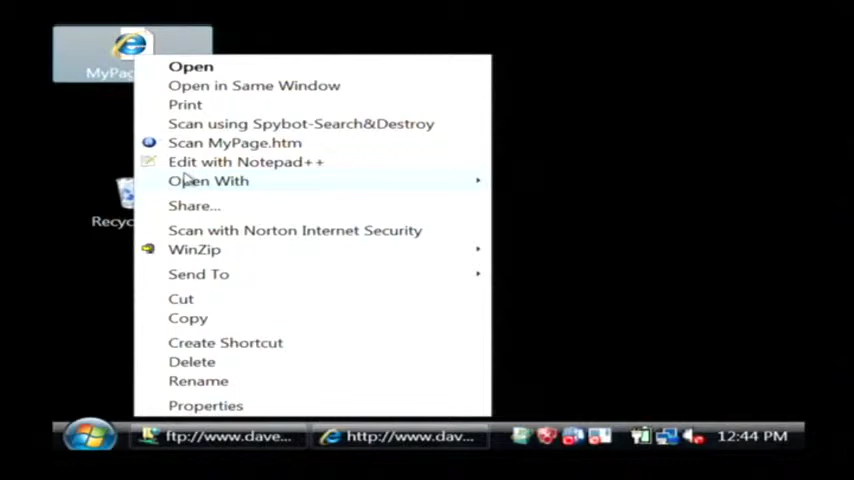 MyPag
Open
Open in Same Window
Print
Scan using Spybot-Search&Destroy
Scan MyPage.htm
Edit with Notepad++
Open With
Share...
Scan with Norton Internet Security
WinZip
Send To
Cut
Copy
Create Shortcut
Delete
Rename
Properties
Recyc
ftp://www.dave...
http://www.dav...
12:44 PM